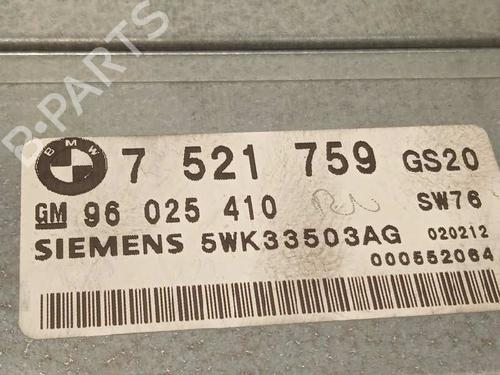 B-PARTS
BMW
7 521 759 GS20
GM 96 025 410 SW76
SIEMENS 5WK33503AG 020212
000552064